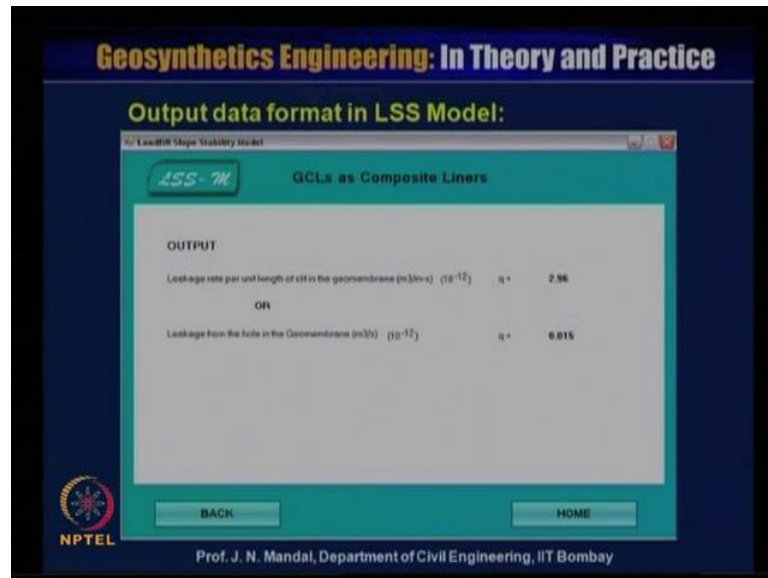 Geosynthetics Engineering: In Theory and Practice
Output data format in LSS Model:
Landfill Slope Stability Model
LSS-M
GCLs as Composite Liners
OUTPUT
Leakage rate per unit length of slit in the geomembrane (m3/m-s) (10-12) q = 2.96
OR
Leakage from the hole in the Geomembrane (m3/s) (10-12) q = 6.015
BACK
HOME
NPTEL
Prof. J. N. Mandal, Department of Civil Engineering, IIT Bombay